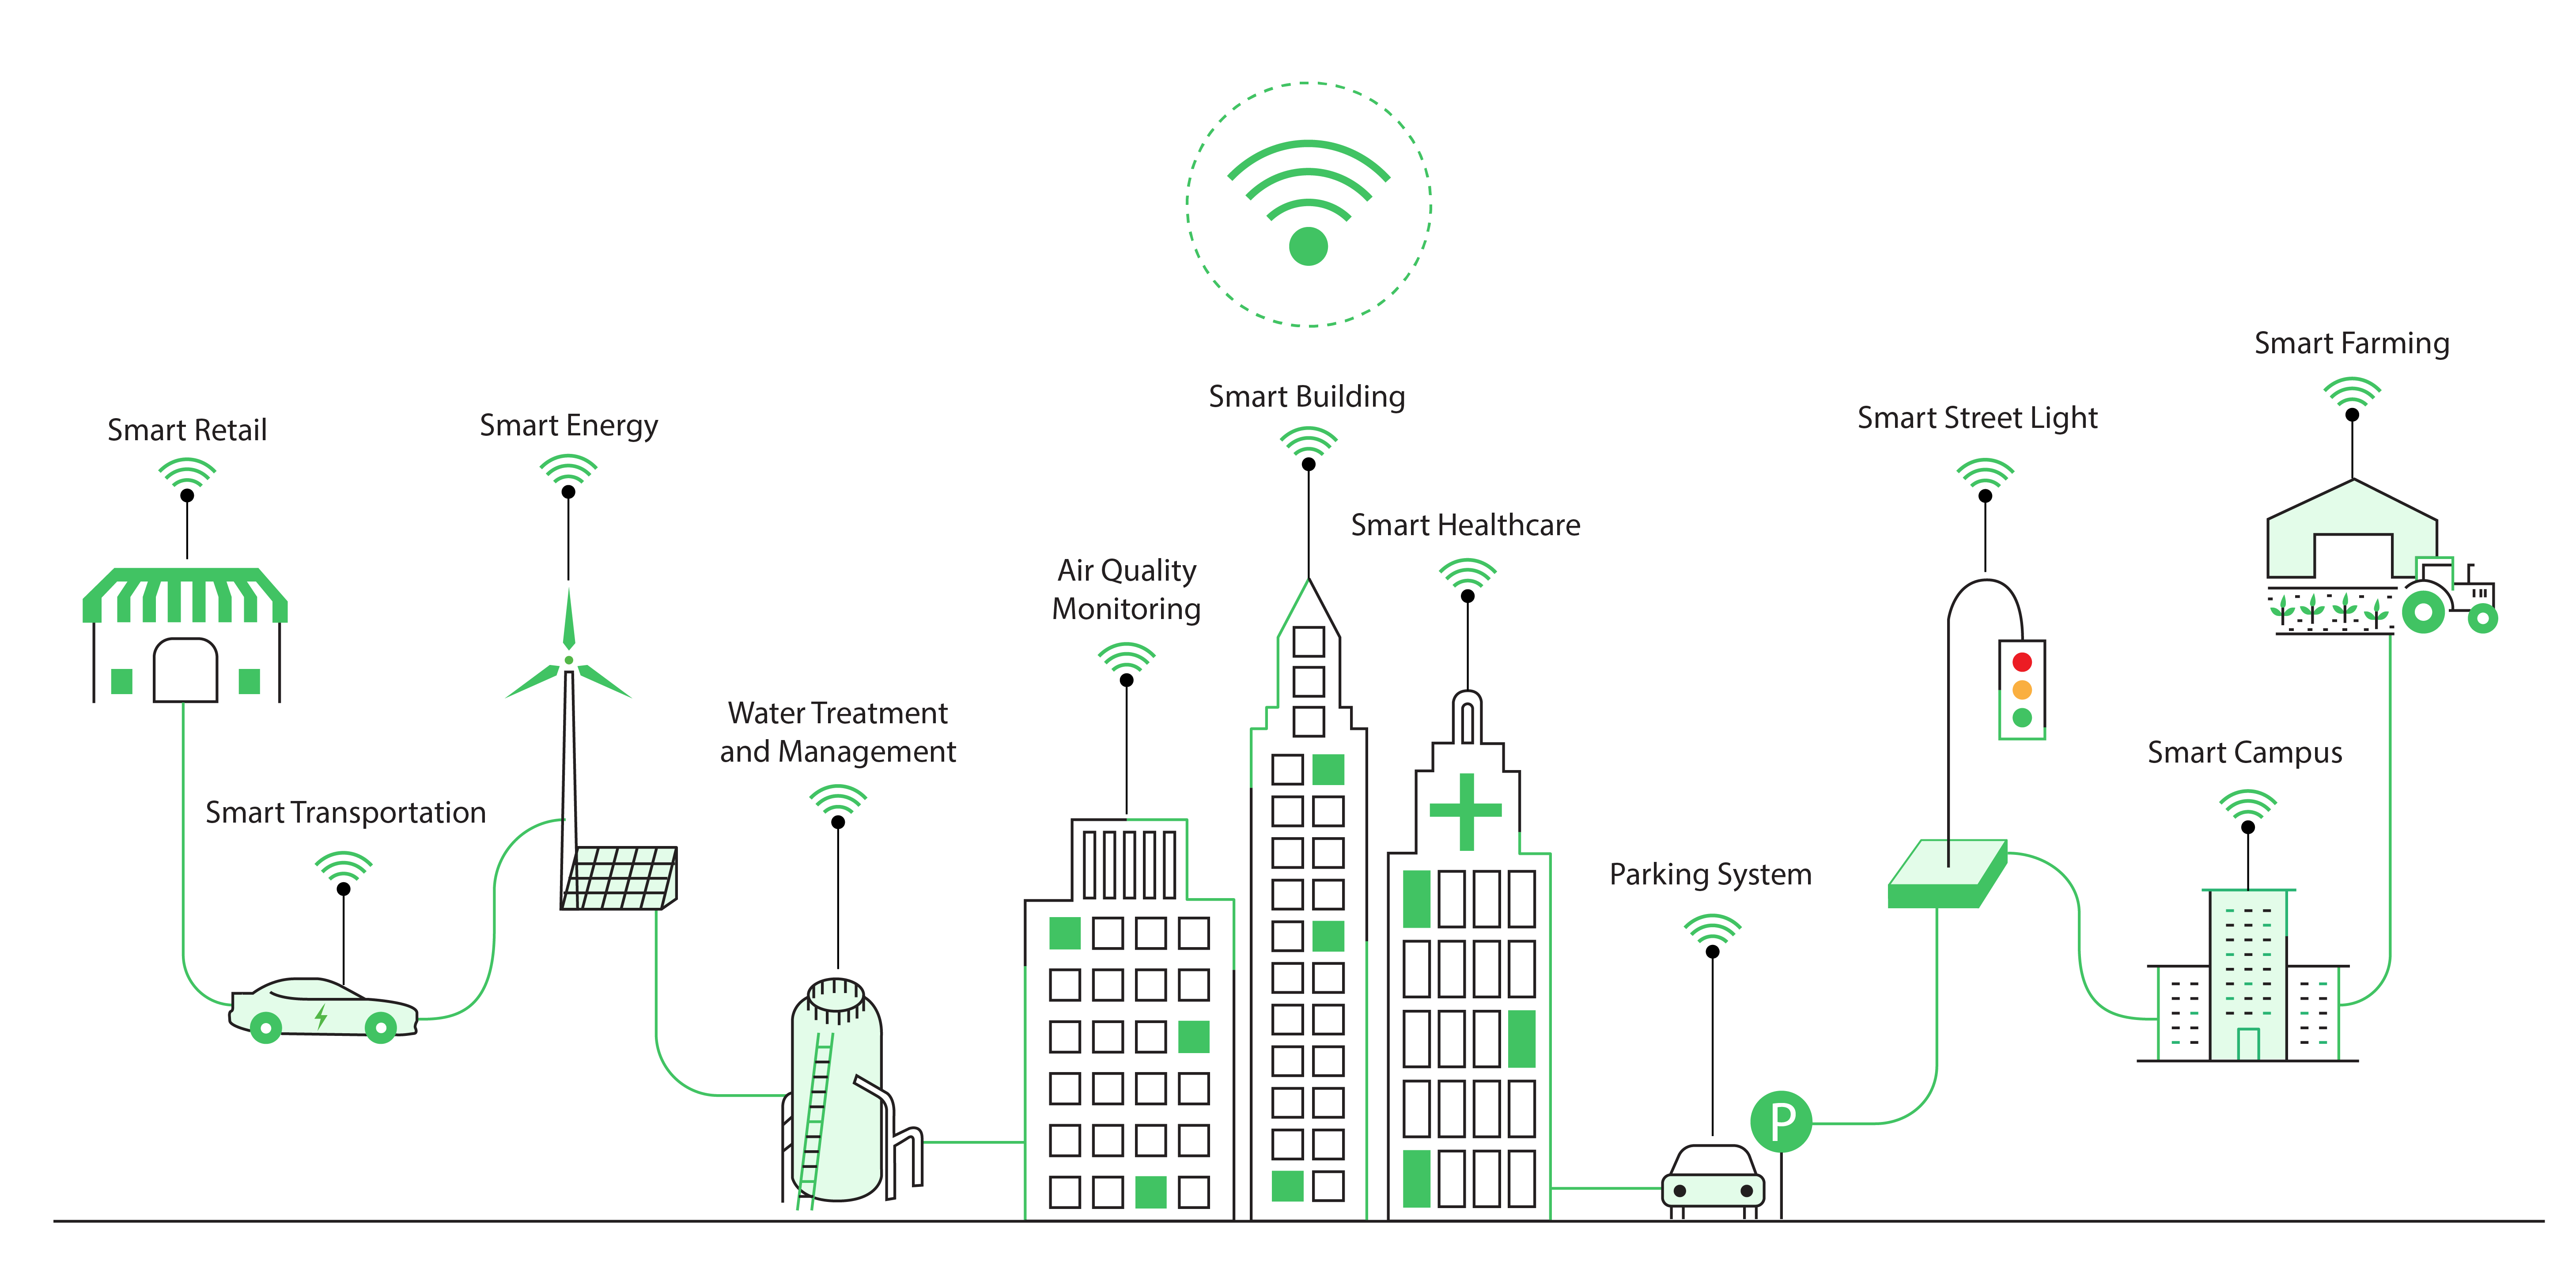 Smart Retail
Smart Transportation
Smart Energy
Water Treatment
and Management
Air Quality
Monitoring
Smart Building
Smart Healthcare
Parking System
P
Smart Street Light
Smart Campus
Smart Farming